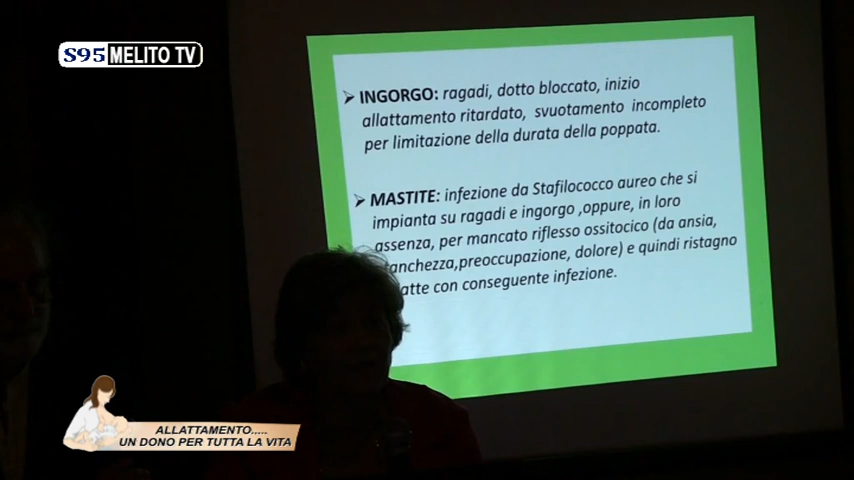 S95 MELITO TV
INGORGO: ragadi, dotto bloccato, inizio
allattamento ritardato, svuotamento incompleto
per limitazione della durata della poppata.
MASTITE: infezione da Stafilococco aureo che si
impianta su ragadi e ingorgo ,oppure, in loro
assenza, per mancato riflesso ossitocico (da ansia,
anchezza,preoccupazione, dolore) e quindi ristagno
atte con conseguente infezione.
ALLATTAMENTO.....
UN DONO PER TUTTA LA VITA